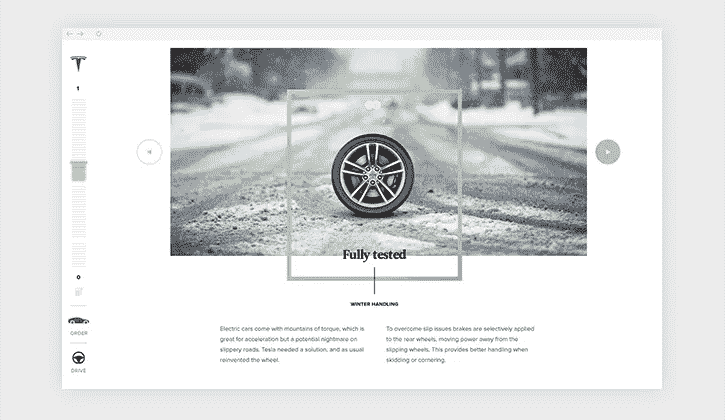 1
0
ORDER
DRIVE
Fully tested
WINTER HANDLING
Electric cars come with mountains of torque, which is
great for acceleration but a potential nightmare on
slippery roads. Tesla needed a solution, and as usual
reinvented the wheel.
To overcome slip issues brakes are selectively applied
to the rear wheels, moving power away from the
slipping wheels. This provides better handling when
skidding or cornering.